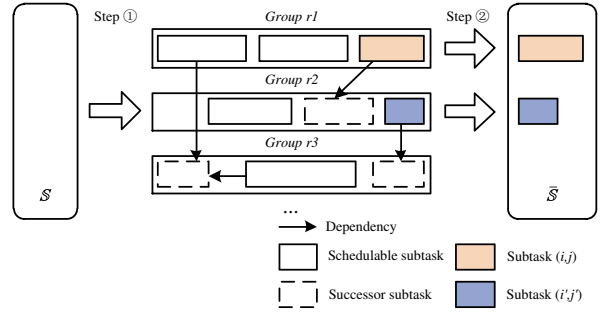 Step ①
Group r1
Step ②
Group r2
Group r3
𝕊
S̄
...
Dependency
Schedulable subtask
Subtask (i,j)
Successor subtask
Subtask (i',j')